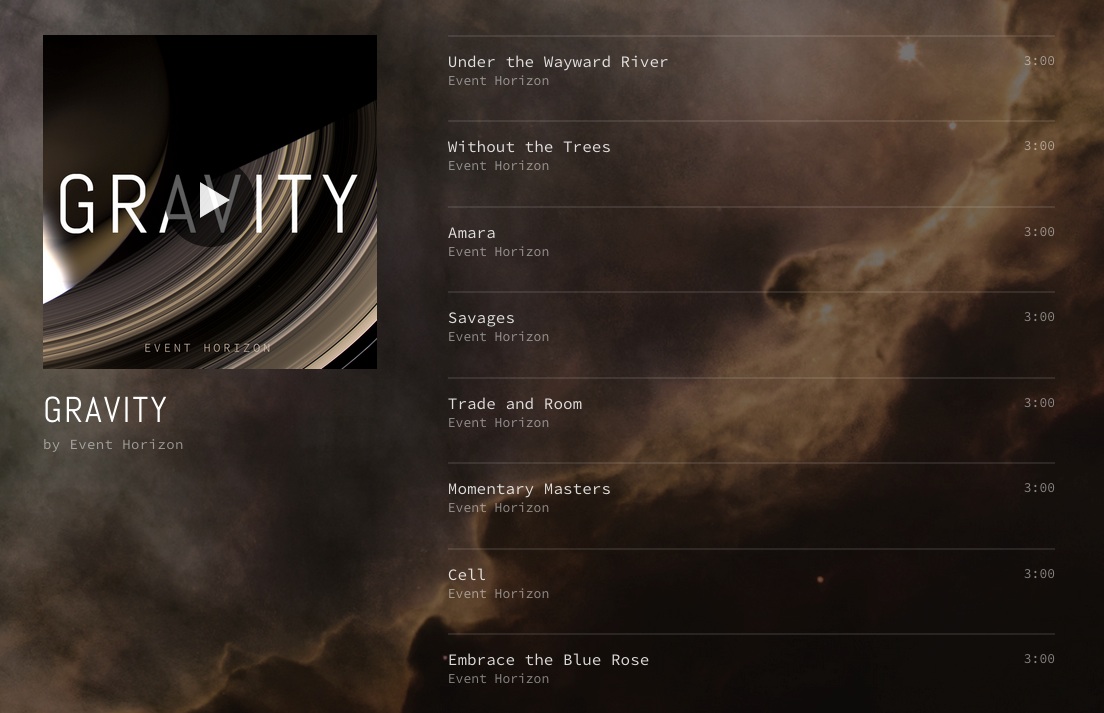 GRAVITY
EVENT HORIZON
GRAVITY
by Event Horizon
Under the Wayward River 3:00
Event Horizon
Without the Trees 3:00
Event Horizon
Amara 3:00
Event Horizon
Savages 3:00
Event Horizon
Trade and Room 3:00
Event Horizon
Momentary Masters 3:00
Event Horizon
Cell 3:00
Event Horizon
Embrace the Blue Rose 3:00
Event Horizon